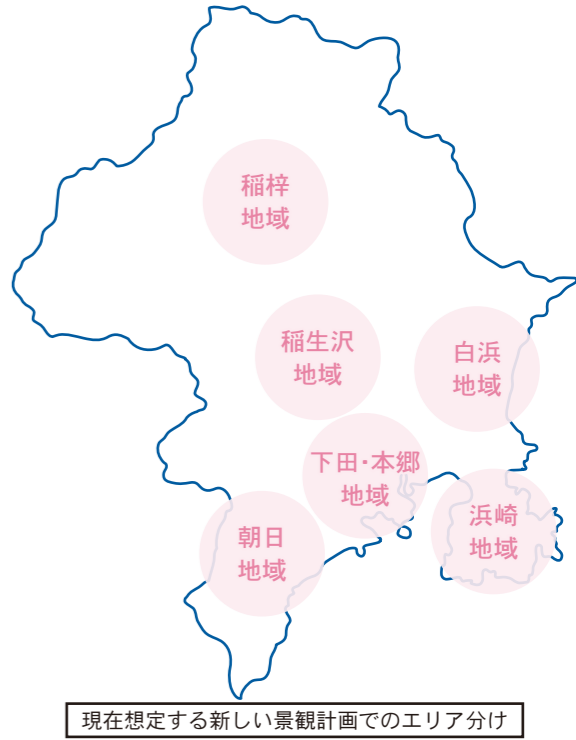 稲梓
地域
稲生沢
地域
白浜
地域
下田・本郷
地域
浜崎
地域
朝日
地域
現在想定する新しい景観計画でのエリア分け